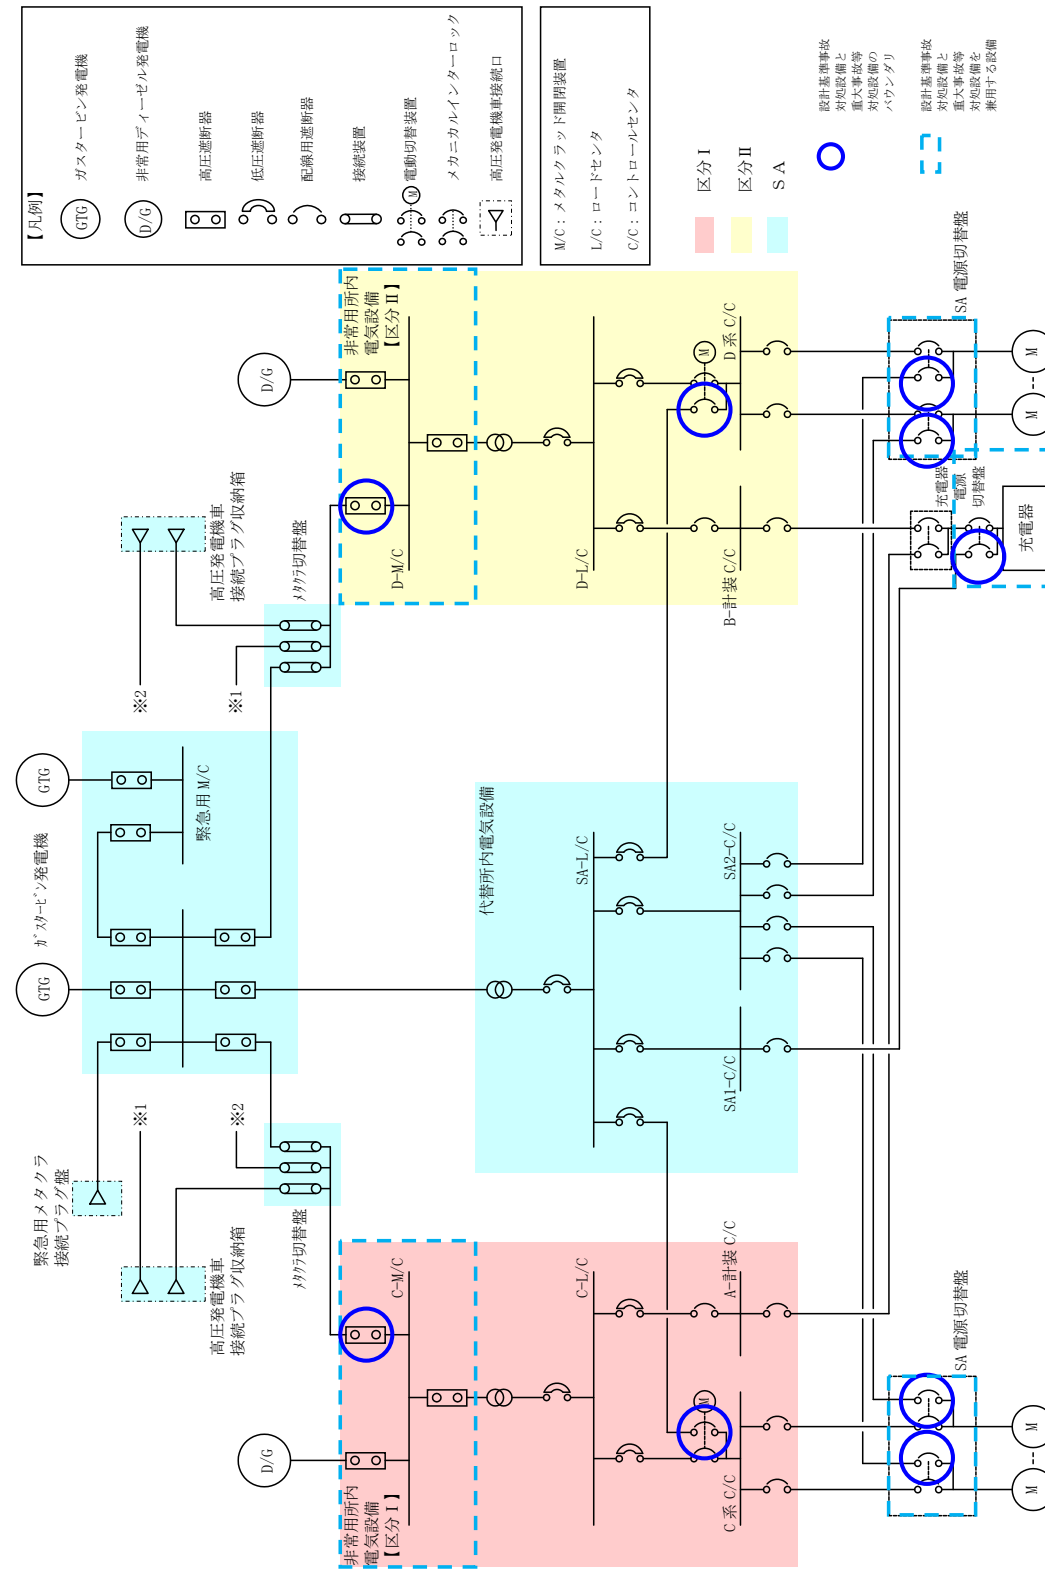 【凡例】
GTG
ガスタービン発電機
D/G
非常用ディーゼル発電機
高圧遮断器
低圧遮断器
配線用遮断器
接続装置
M
電動切替装置
メカニカルインターロック
高圧発電機車接続口
M/C：メタルクラッド開閉装置
L/C：ロードセンタ
C/C：コントロールセンタ
区分Ⅰ
区分Ⅱ
ＳＡ
設計基準事故
対処設備と
重大事故等
対処設備の
バウンダリ
設計基準事故
対処設備と
重大事故等
対処設備を
兼用する設備
緊急用メタクラ
接続プラグ盤
GTG
ガスタービン発電機
GTG
緊急用 M/C
※1
※2
※2
※1
高圧発電機車
接続プラグ収納箱
メタクラ切替盤
高圧発電機車
接続プラグ収納箱
メタクラ切替盤
D/G
D/G
非常用所内
電気設備
【区分Ⅰ】
C-M/C
C-L/C
C系 C/C
A-計装 C/C
M
代替所内電気設備
SA-L/C
SA1-C/C
SA2-C/C
非常用所内
電気設備
【区分Ⅱ】
D-M/C
D-L/C
B-計装 C/C
D系 C/C
M
SA 電源切替盤
M
M
充電器
電源
切替盤
充電器
SA 電源切替盤
M
M